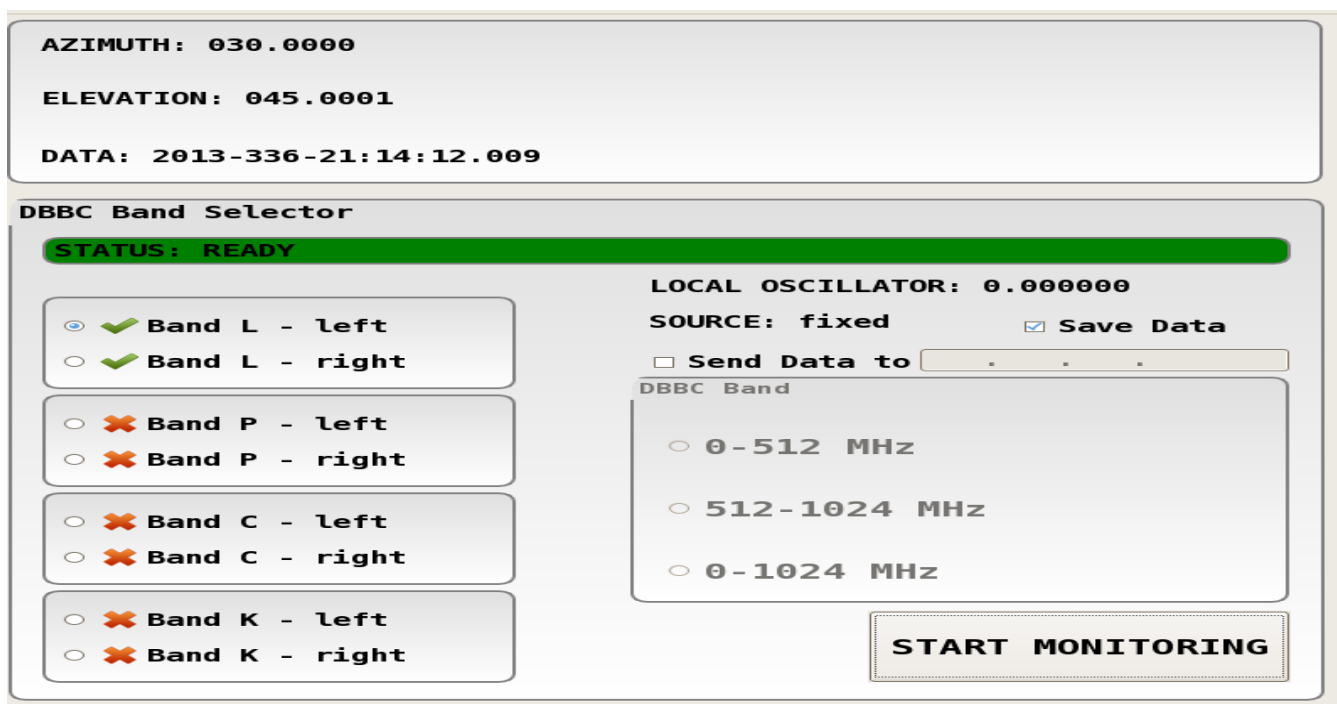 AZIMUTH: 030.0000
ELEVATION: 045.0001
DATA: 2013-336-21:14:12.009
DBBC Band Selector
STATUS: READY
Band L - left
Band L - right
Band P - left
Band P - right
Band C - left
Band C - right
Band K - left
Band K - right
LOCAL OSCILLATOR: 0.000000
SOURCE: fixed
Save Data
Send Data to . . .
DBBC Band
0-512 MHz
512-1024 MHz
0-1024 MHz
START MONITORING